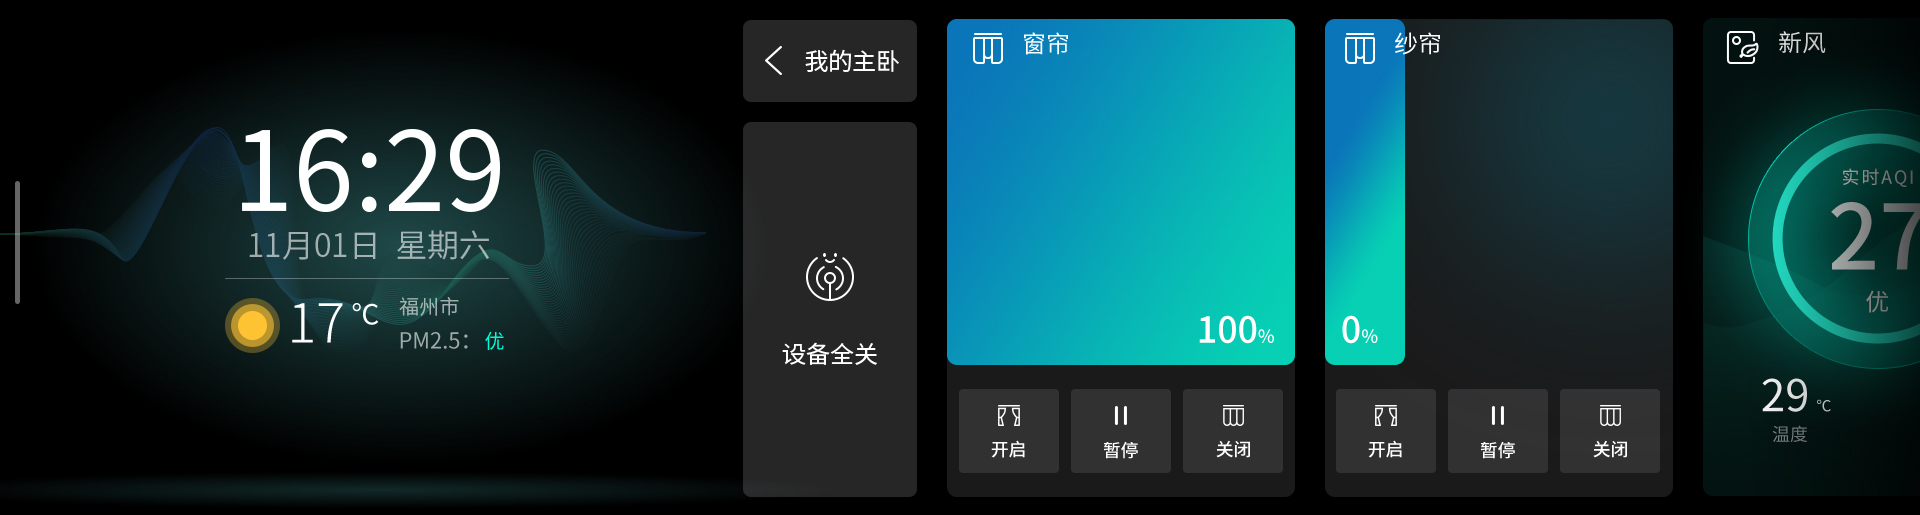 16:29
11月01日 星期六
17℃
福州市
PM2.5：优
我的主卧
设备全关
窗帘
100%
开启
暂停
关闭
纱帘
0%
开启
暂停
关闭
新风
实时AQI
27
优
29 ℃
温度